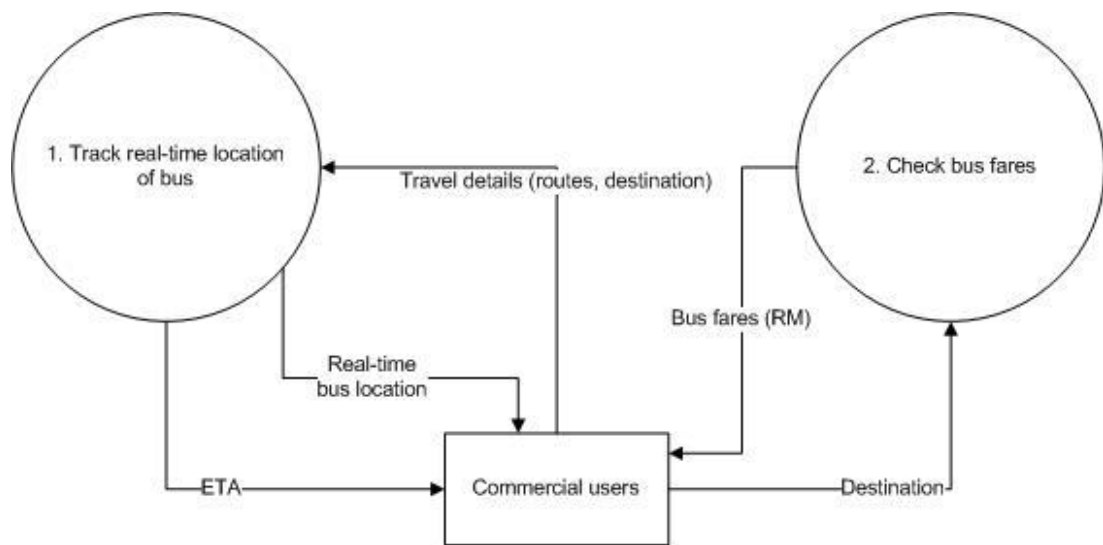 1. Track real-time location
of bus
Travel details (routes, destination)
2. Check bus fares
Bus fares (RM)
Real-time
bus location
ETA
Commercial users
Destination